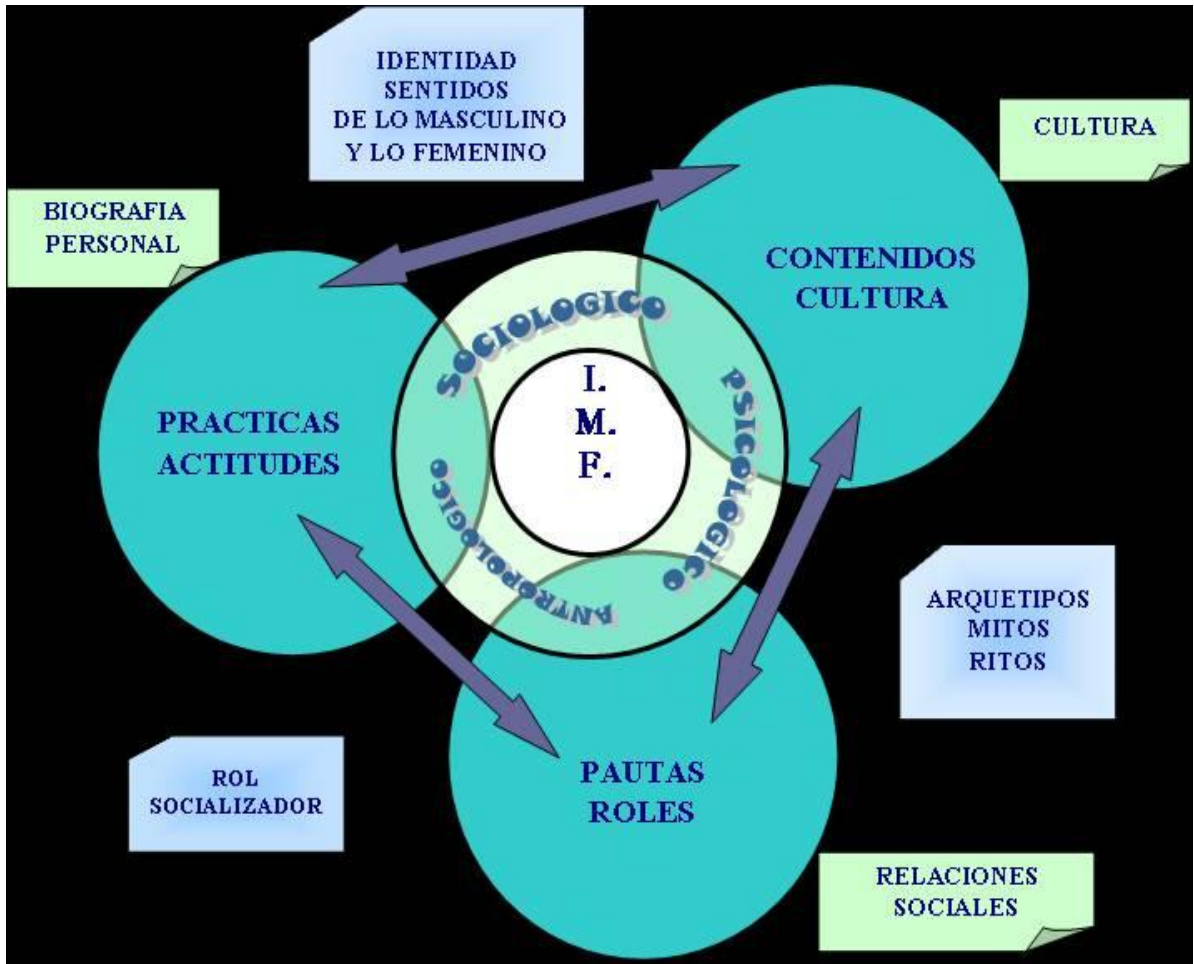 IDENTIDAD
SENTIDOS
DE LO MASCULINO
Y LO FEMENINO
CULTURA
BIOGRAFIA
PERSONAL
CONTENIDOS
CULTURA
SOCIOLOGICO
PSICOLOGICO
ANTROPOLOGICO
I.
M.
F.
PRACTICAS
ACTITUDES
ARQUETIPOS
MITOS
RITOS
ROL
SOCIALIZADOR
PAUTAS
ROLES
RELACIONES
SOCIALES